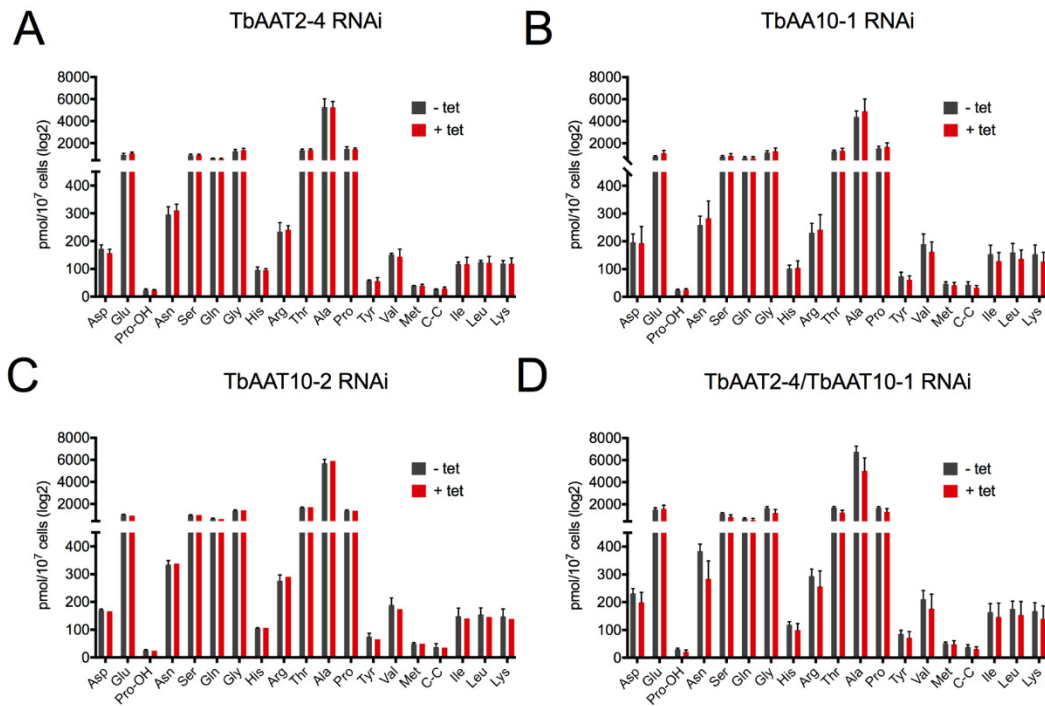 A
TbAAT2-4 RNAi
pmol/10⁷ cells (log2)
8000
6000
4000
2000
400
300
200
100
0
- tet
+ tet
Asp
Glu
Pro-OH
Asn
Ser
Gln
Gly
His
Arg
Thr
Ala
Pro
Tyr
Val
Met
C-C
Ile
Leu
Lys
B
TbAA10-1 RNAi
pmol/10⁷ cells (log2)
8000
6000
4000
2000
400
300
200
100
0
- tet
+ tet
Asp
Glu
Pro-OH
Asn
Ser
Gln
Gly
His
Arg
Thr
Ala
Pro
Tyr
Val
Met
C-C
Ile
Leu
Lys
C
TbAAT10-2 RNAi
pmol/10⁷ cells (log2)
8000
6000
4000
2000
400
300
200
100
0
- tet
+ tet
Asp
Glu
Pro-OH
Asn
Ser
Gln
Gly
His
Arg
Thr
Ala
Pro
Tyr
Val
Met
C-C
Ile
Leu
Lys
D
TbAAT2-4/TbAAT10-1 RNAi
pmol/10⁷ cells (log2)
8000
6000
4000
2000
400
300
200
100
0
- tet
+ tet
Asp
Glu
Pro-OH
Asn
Ser
Gln
Gly
His
Arg
Thr
Ala
Pro
Tyr
Val
Met
C-C
Ile
Leu
Lys